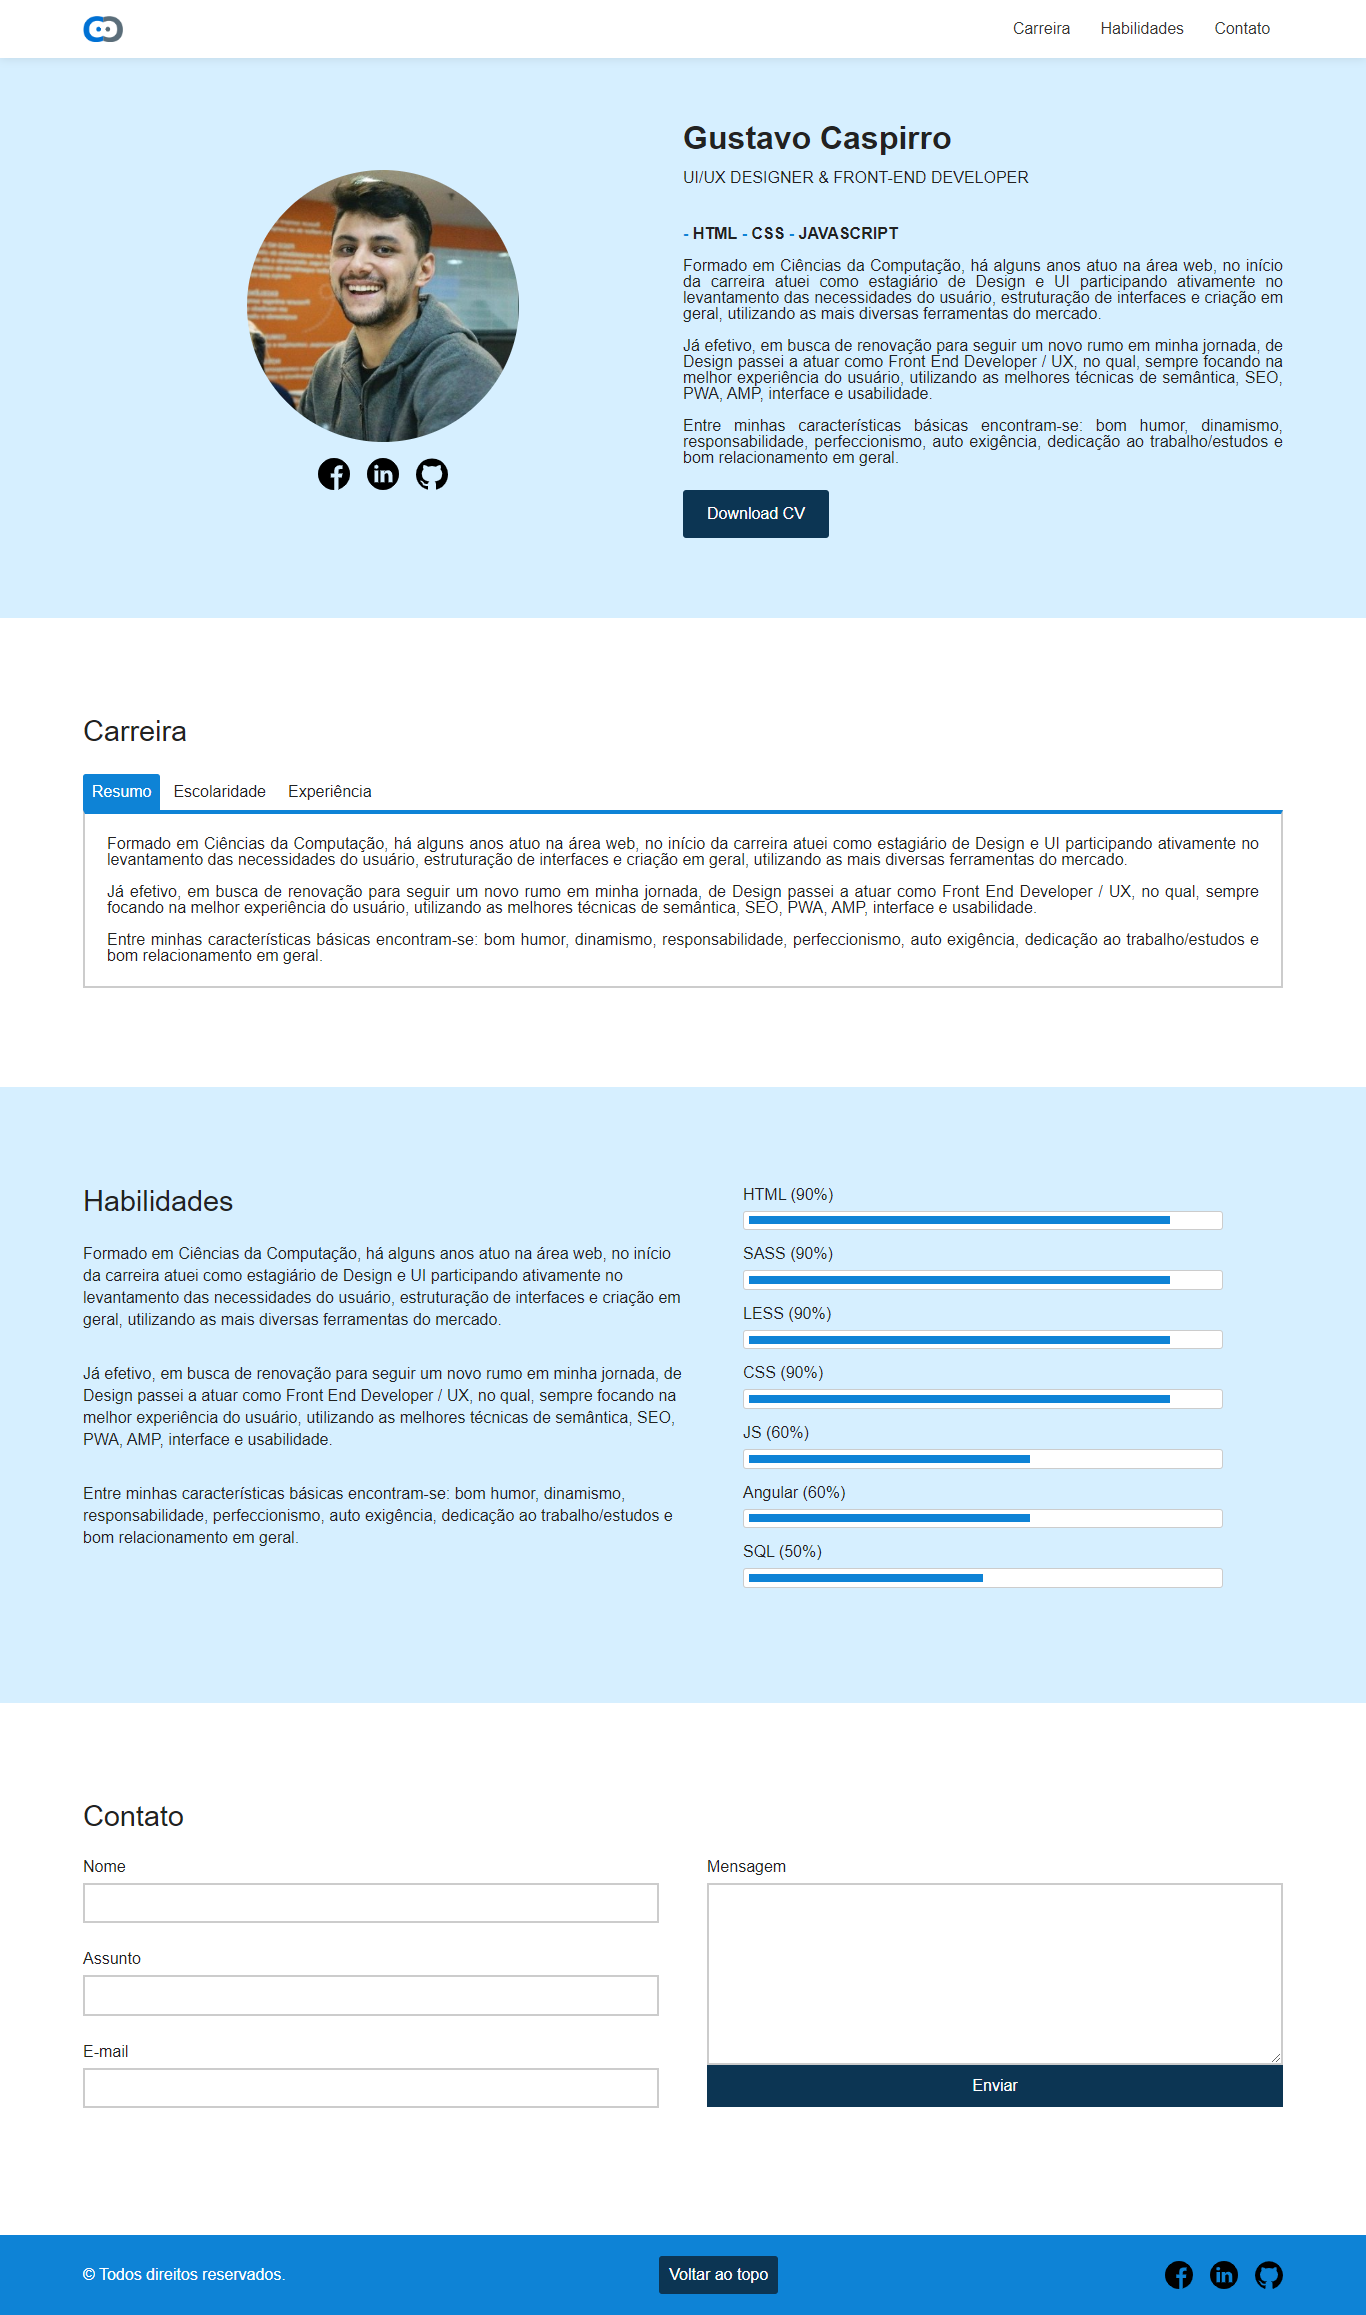 Carreira Habilidades Contato
Gustavo Caspirro
UI/UX DESIGNER & FRONT-END DEVELOPER
- HTML - CSS - JAVASCRIPT
Formado em Ciências da Computação, há alguns anos atuo na área web, no início
da carreira atuei como estagiário de Design e UI participando ativamente no
levantamento das necessidades do usuário, estruturação de interfaces e criação em
geral, utilizando as mais diversas ferramentas do mercado.
Já efetivo, em busca de renovação para seguir um novo rumo em minha jornada, de
Design passei a atuar como Front End Developer / UX, no qual, sempre focando na
melhor experiência do usuário, utilizando as melhores técnicas de semântica, SEO,
PWA, AMP, interface e usabilidade.
Entre minhas características básicas encontram-se: bom humor, dinamismo,
responsabilidade, perfeccionismo, auto exigência, dedicação ao trabalho/estudos e
bom relacionamento em geral.
Download CV
Carreira
Resumo Escolaridade Experiência
Formado em Ciências da Computação, há alguns anos atuo na área web, no início da carreira atuei como estagiário de Design e UI participando ativamente no
levantamento das necessidades do usuário, estruturação de interfaces e criação em geral, utilizando as mais diversas ferramentas do mercado.
Já efetivo, em busca de renovação para seguir um novo rumo em minha jornada, de Design passei a atuar como Front End Developer / UX, no qual, sempre
focando na melhor experiência do usuário, utilizando as melhores técnicas de semântica, SEO, PWA, AMP, interface e usabilidade.
Entre minhas características básicas encontram-se: bom humor, dinamismo, responsabilidade, perfeccionismo, auto exigência, dedicação ao trabalho/estudos e
bom relacionamento em geral.
Habilidades
Formado em Ciências da Computação, há alguns anos atuo na área web, no início
da carreira atuei como estagiário de Design e UI participando ativamente no
levantamento das necessidades do usuário, estruturação de interfaces e criação em
geral, utilizando as mais diversas ferramentas do mercado.
Já efetivo, em busca de renovação para seguir um novo rumo em minha jornada, de
Design passei a atuar como Front End Developer / UX, no qual, sempre focando na
melhor experiência do usuário, utilizando as melhores técnicas de semântica, SEO,
PWA, AMP, interface e usabilidade.
Entre minhas características básicas encontram-se: bom humor, dinamismo,
responsabilidade, perfeccionismo, auto exigência, dedicação ao trabalho/estudos e
bom relacionamento em geral.
HTML (90%)
SASS (90%)
LESS (90%)
CSS (90%)
JS (60%)
Angular (60%)
SQL (50%)
Contato
Nome
Assunto
E-mail
Mensagem
Enviar
© Todos direitos reservados.
Voltar ao topo